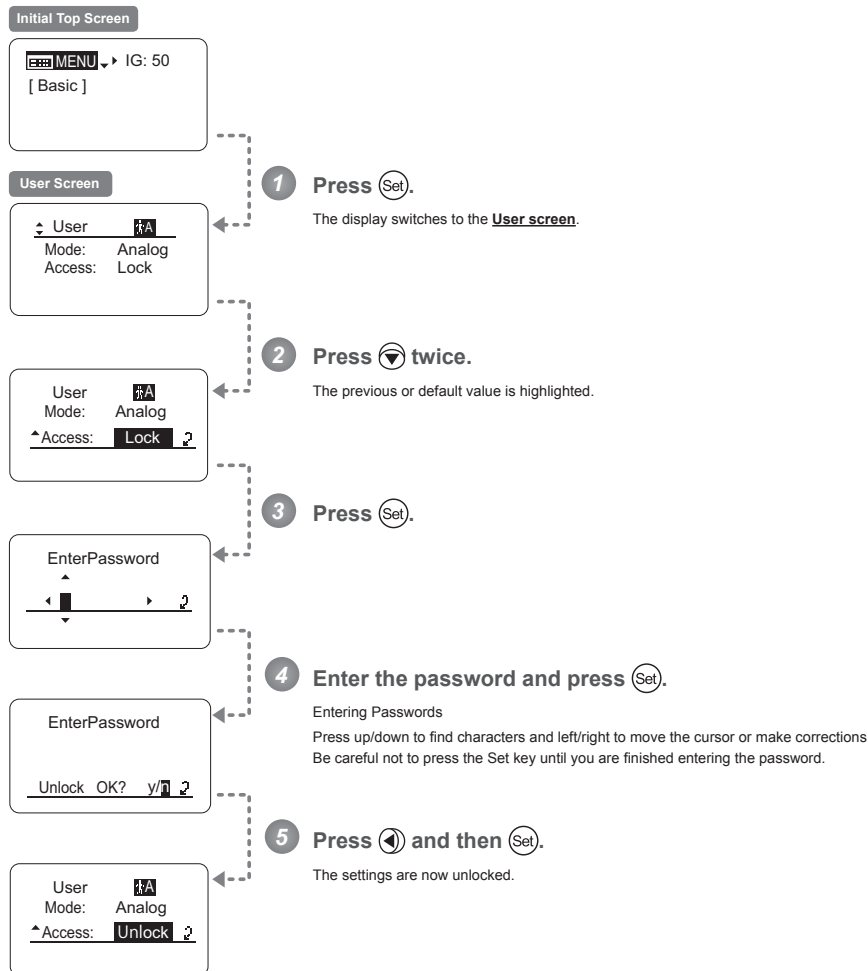 Initial Top Screen
MENU IG: 50
[ Basic ]
User Screen
User A
Mode: Analog
Access: Lock
1 Press Set.
The display switches to the User screen.
User A
Mode: Analog
Access: Lock
2 Press twice.
The previous or default value is highlighted.
3 Press Set.
EnterPassword
4 Enter the password and press Set.
Entering Passwords
Press up/down to find characters and left/right to move the cursor or make corrections
Be careful not to press the Set key until you are finished entering the password.
EnterPassword
Unlock OK? y/n
5 Press and then Set.
The settings are now unlocked.
User A
Mode: Analog
Access: Unlock